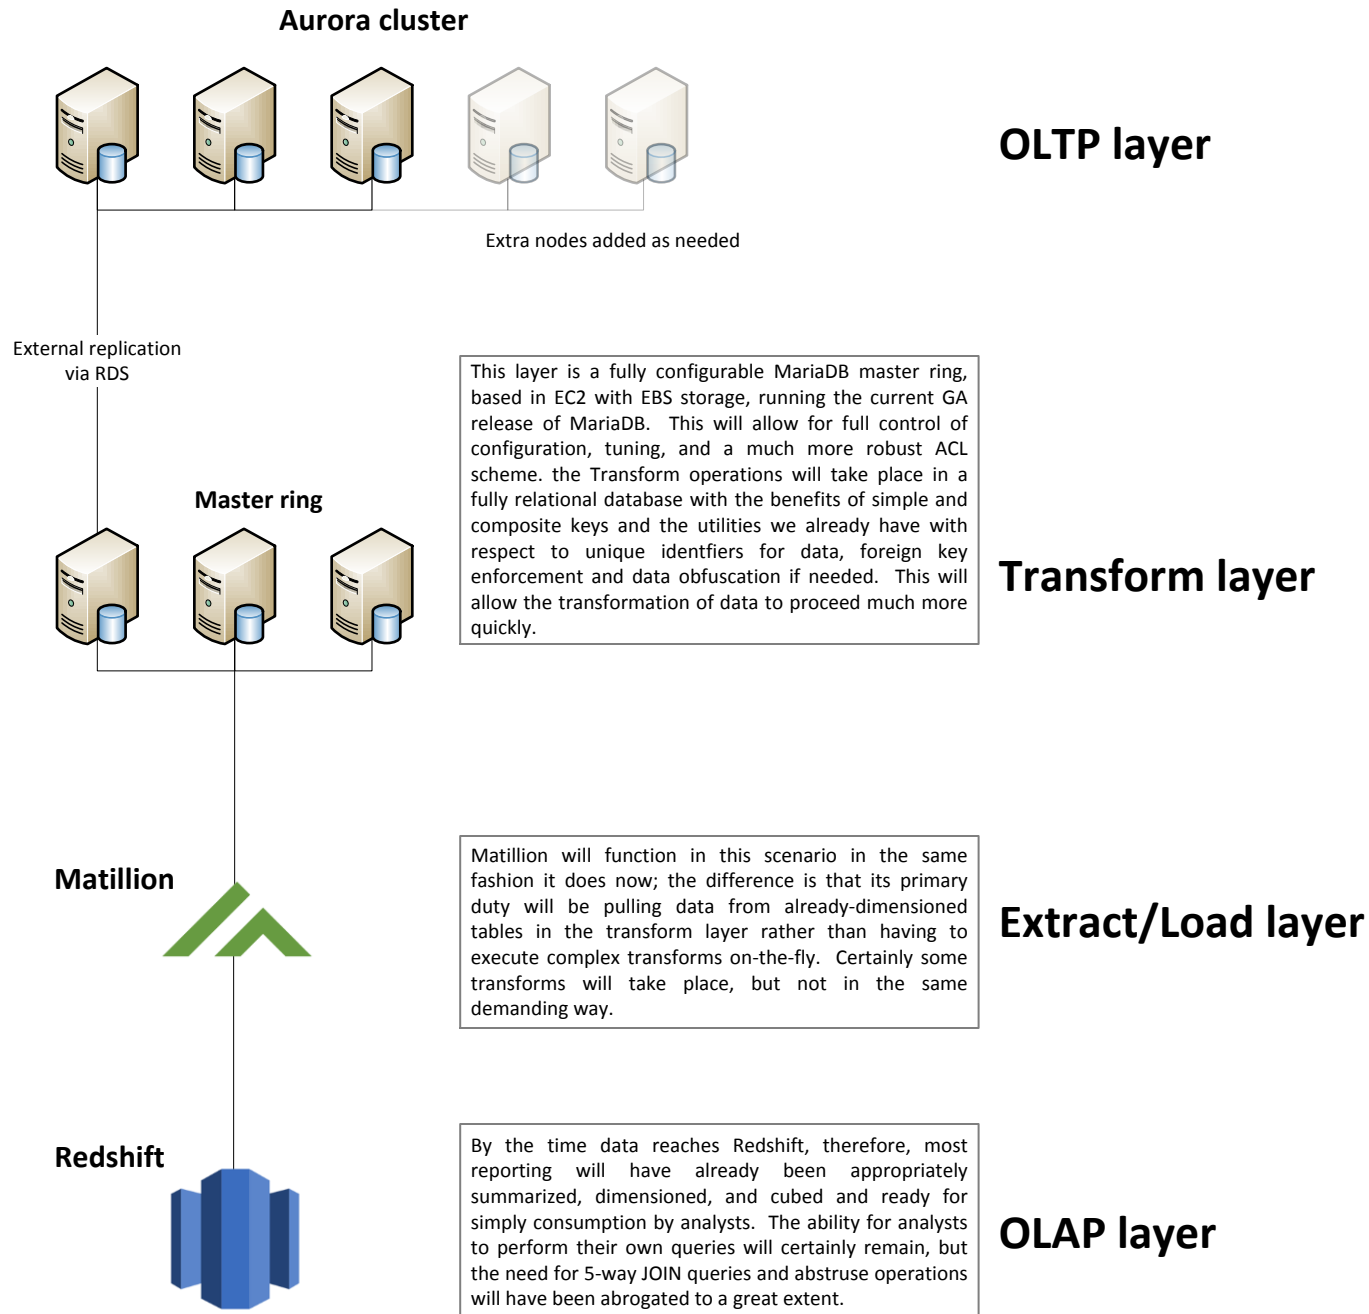 Aurora cluster
OLTP layer
Extra nodes added as needed
External replication
via RDS
This layer is a fully configurable MariaDB master ring,
based in EC2 with EBS storage, running the current GA
release of MariaDB. This will allow for full control of
configuration, tuning, and a much more robust ACL
scheme. the Transform operations will take place in a
fully relational database with the benefits of simple and
composite keys and the utilities we already have with
respect to unique identfiers for data, foreign key
enforcement and data obfuscation if needed. This will
allow the transformation of data to proceed much more
quickly.
Master ring
Transform layer
Matillion
Matillion will function in this scenario in the same
fashion it does now; the difference is that its primary
duty will be pulling data from already-dimensioned
tables in the transform layer rather than having to
execute complex transforms on-the-fly. Certainly some
transforms will take place, but not in the same
demanding way.
Extract/Load layer
Redshift
By the time data reaches Redshift, therefore, most
reporting will have already been appropriately
summarized, dimensioned, and cubed and ready for
simply consumption by analysts. The ability for analysts
to perform their own queries will certainly remain, but
the need for 5-way JOIN queries and abstruse operations
will have been abrogated to a great extent.
OLAP layer